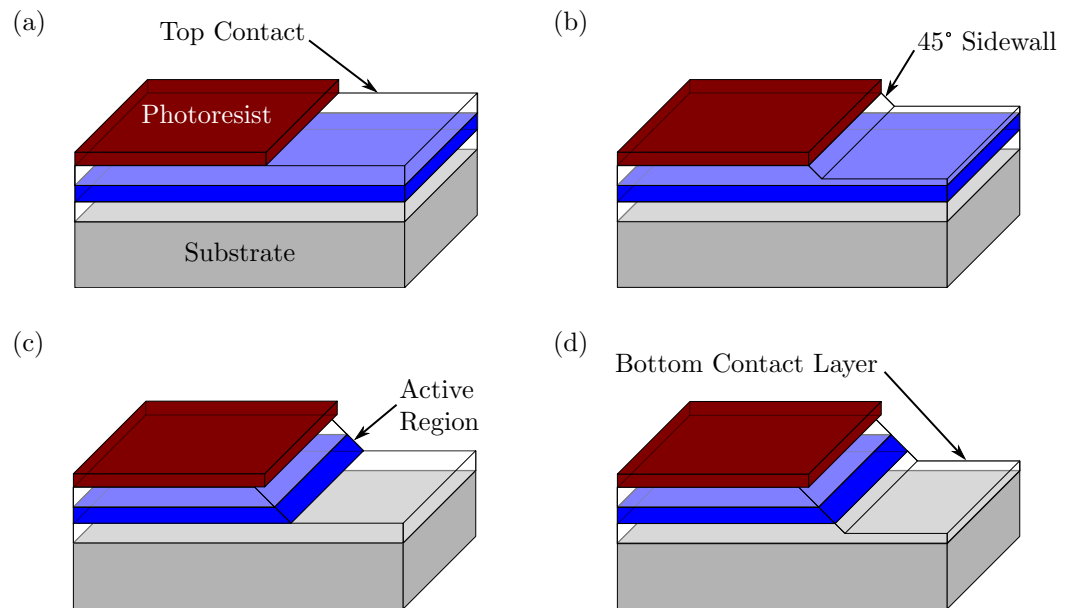 (a)
Top Contact
Photoresist
Substrate
(b)
45° Sidewall
(c)
Active
Region
(d)
Bottom Contact Layer